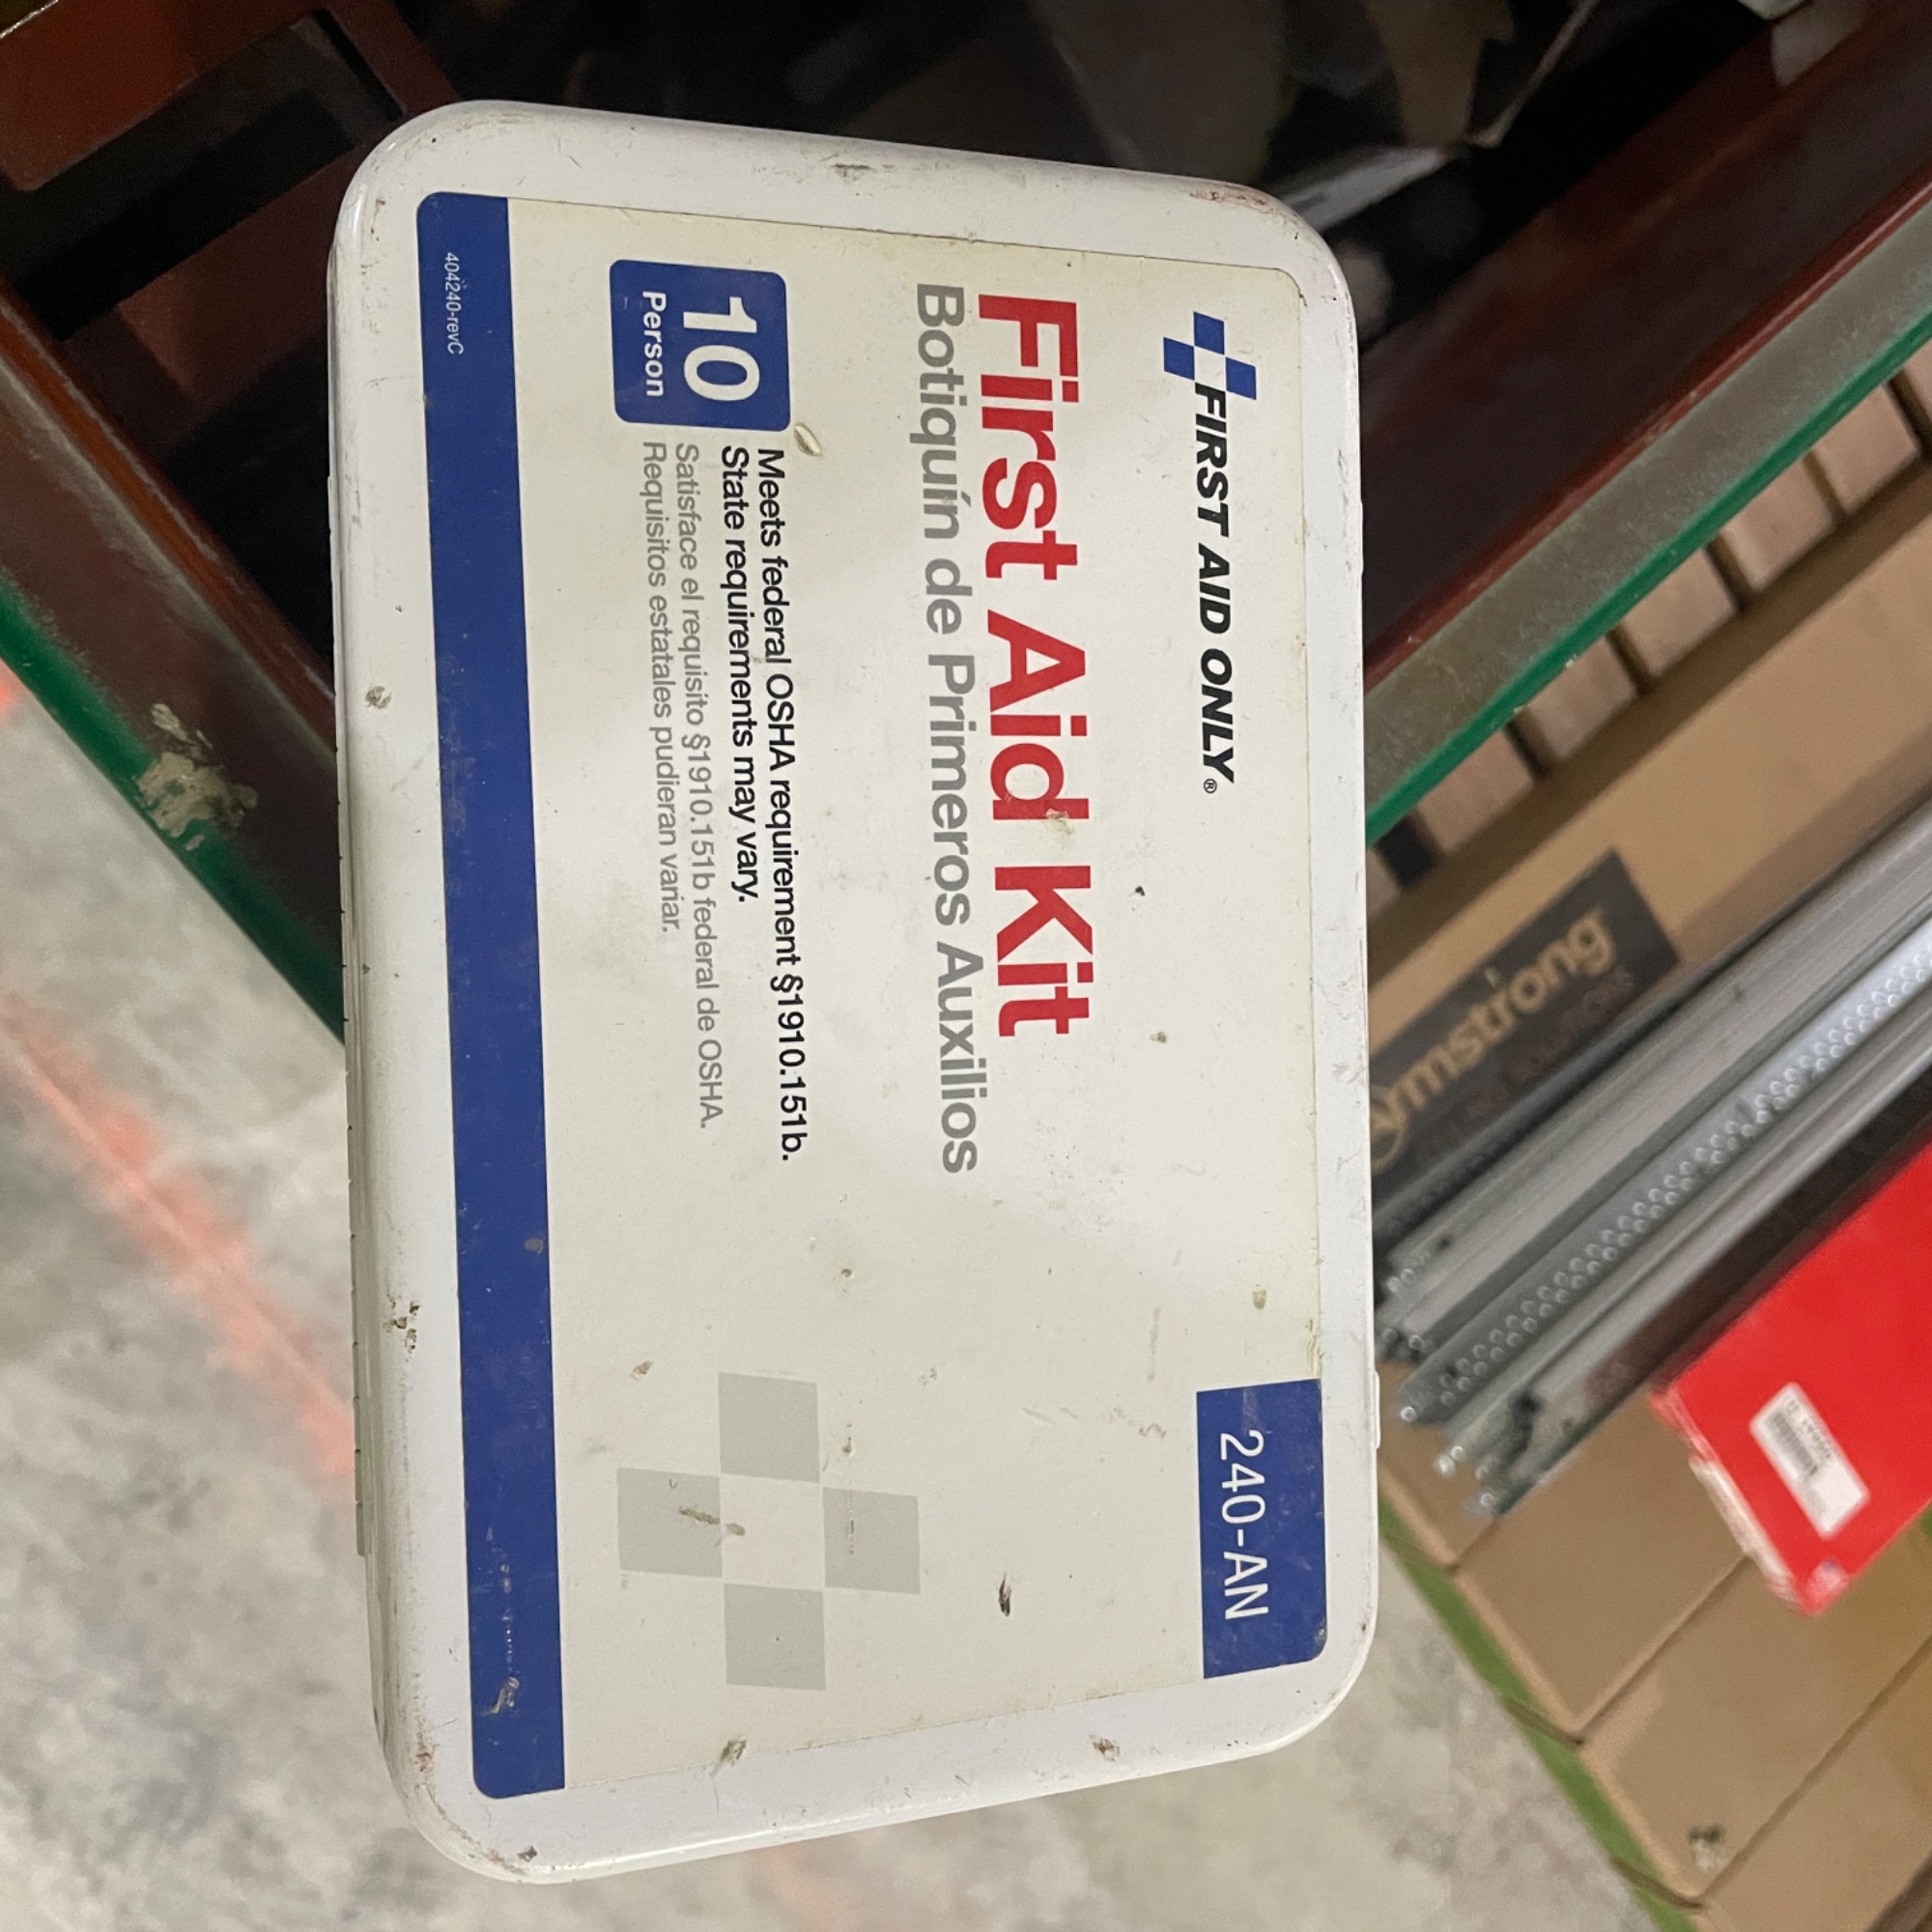 FIRST AID ONLY®
240-AN
First Aid Kit
Botiquín de Primeros Auxilios
10
Person
Meets federal OSHA requirement §1910.151b.
State requirements may vary.
Satisface el requisito §1910.151b federal de OSHA.
Requisitos estatales pudieran variar.
404240-revC
Armstrong